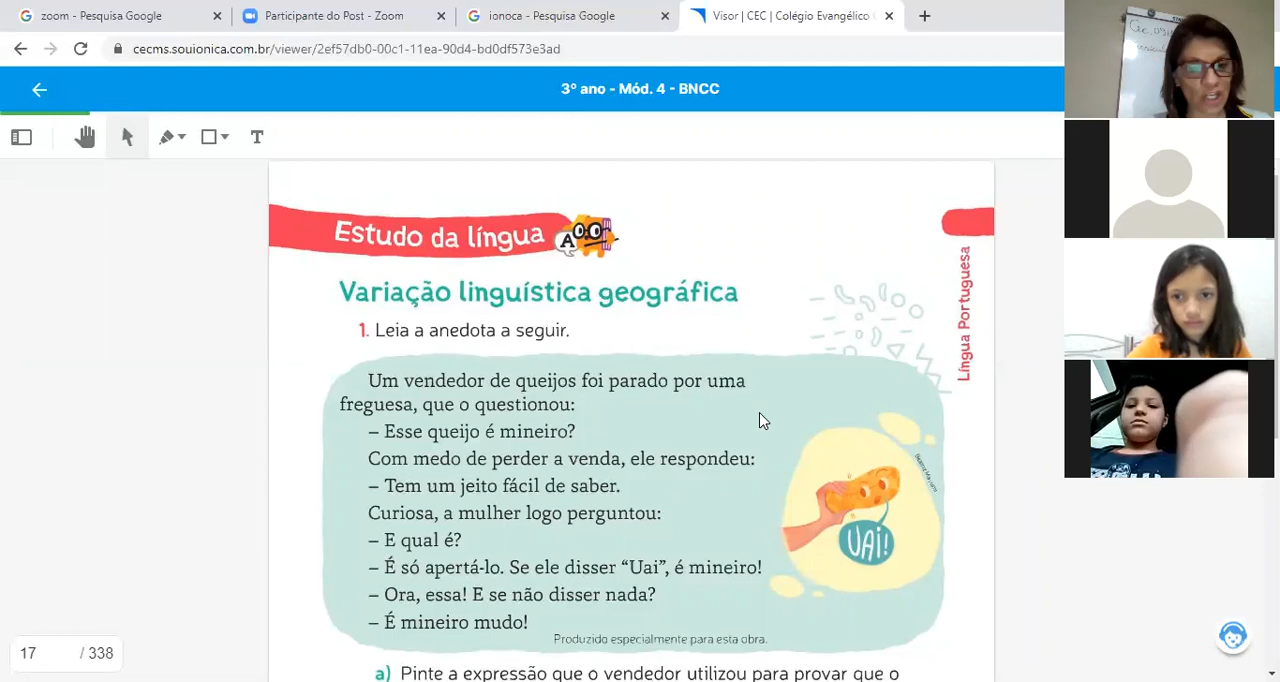 zoom - Pesquisa Google
Participante do Post - Zoom
ionoca - Pesquisa Google
Visor | CEC | Colégio Evangélico
cecms.souionica.com.br/viewer/2ef57db0-00c1-11ea-90d4-bd0df573e3ad
3º ano - Mód. 4 - BNCC
T
Estudo da língua
A
Variação linguística geográfica
Língua Portuguesa
1. Leia a anedota a seguir.
Um vendedor de queijos foi parado por uma
freguesa, que o questionou:
– Esse queijo é mineiro?
Com medo de perder a venda, ele respondeu:
– Tem um jeito fácil de saber.
Curiosa, a mulher logo perguntou:
– E qual é?
– É só apertá-lo. Se ele disser “Uai”, é mineiro!
– Ora, essa! E se não disser nada?
– É mineiro mudo!
UAI!
Produzido especialmente para esta obra.
a) Pinte a expressão que o vendedor utilizou para provar que o
17 / 338